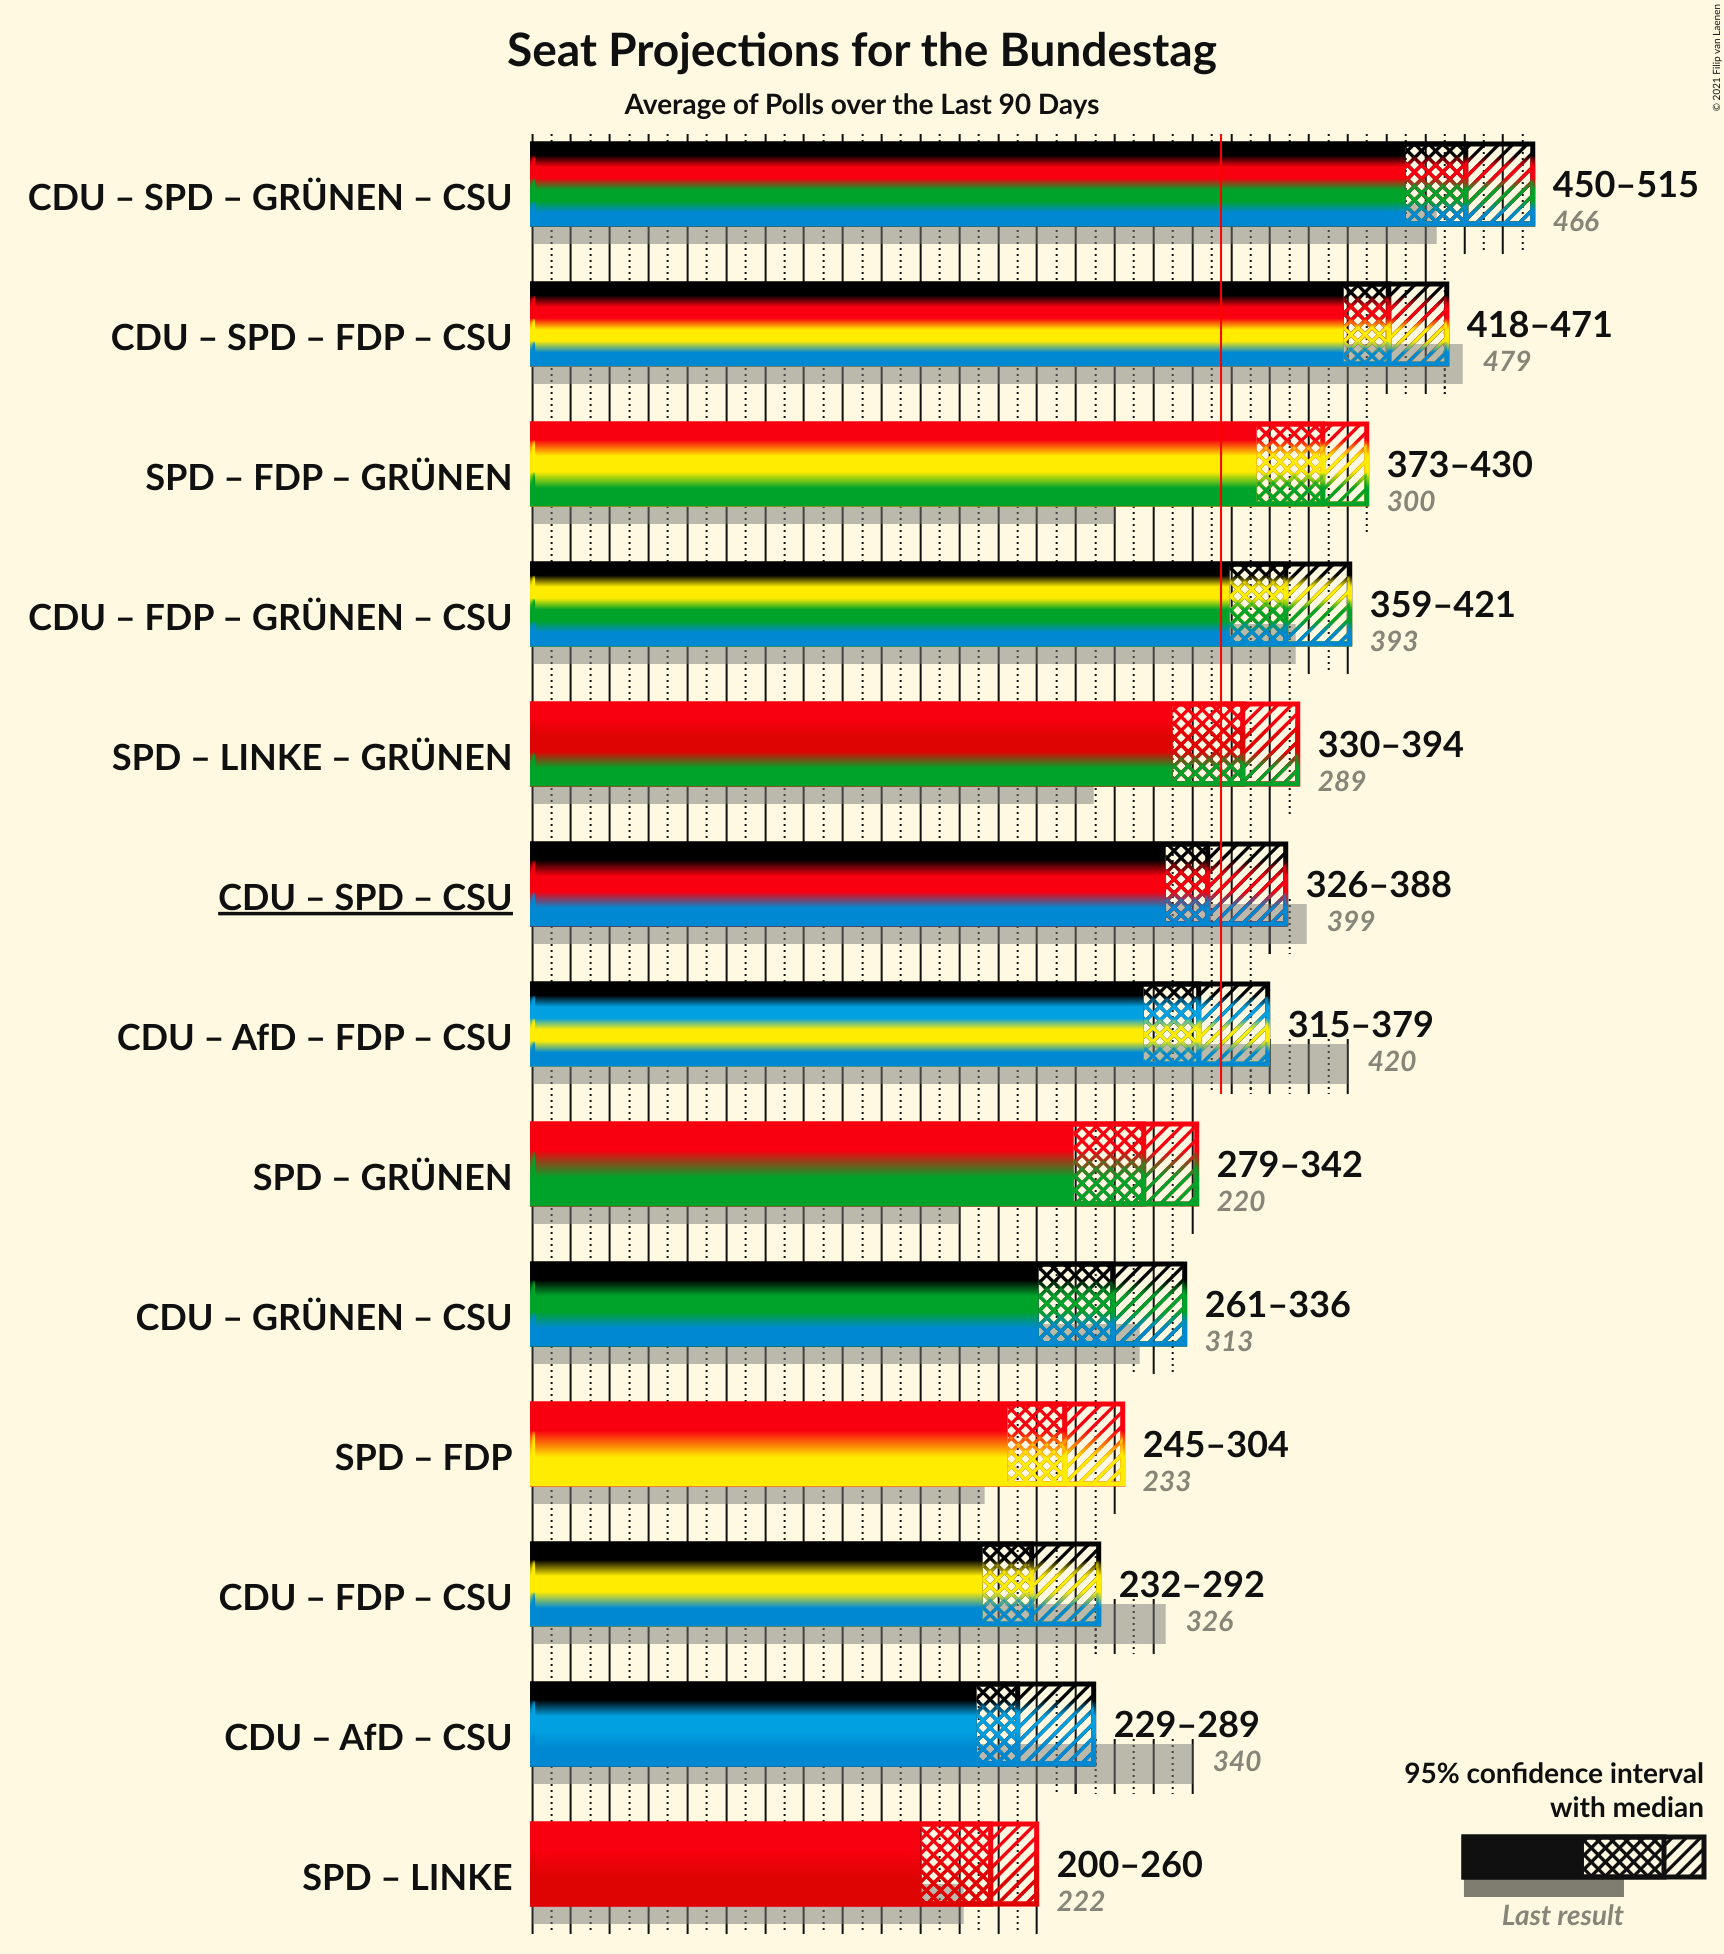 Seat Projections for the Bundestag
Average of Polls over the Last 90 Days
© 2021 Filip van Laenen
CDU – SPD – GRÜNEN – CSU
450–515
466
CDU – SPD – FDP – CSU
418–471
479
SPD – FDP – GRÜNEN
373–430
300
CDU – FDP – GRÜNEN – CSU
359–421
393
SPD – LINKE – GRÜNEN
330–394
289
CDU – SPD – CSU
326–388
399
CDU – AfD – FDP – CSU
315–379
420
SPD – GRÜNEN
279–342
220
CDU – GRÜNEN – CSU
261–336
313
SPD – FDP
245–304
233
CDU – FDP – CSU
232–292
326
CDU – AfD – CSU
229–289
340
SPD – LINKE
200–260
222
95% confidence interval
with median
Last result